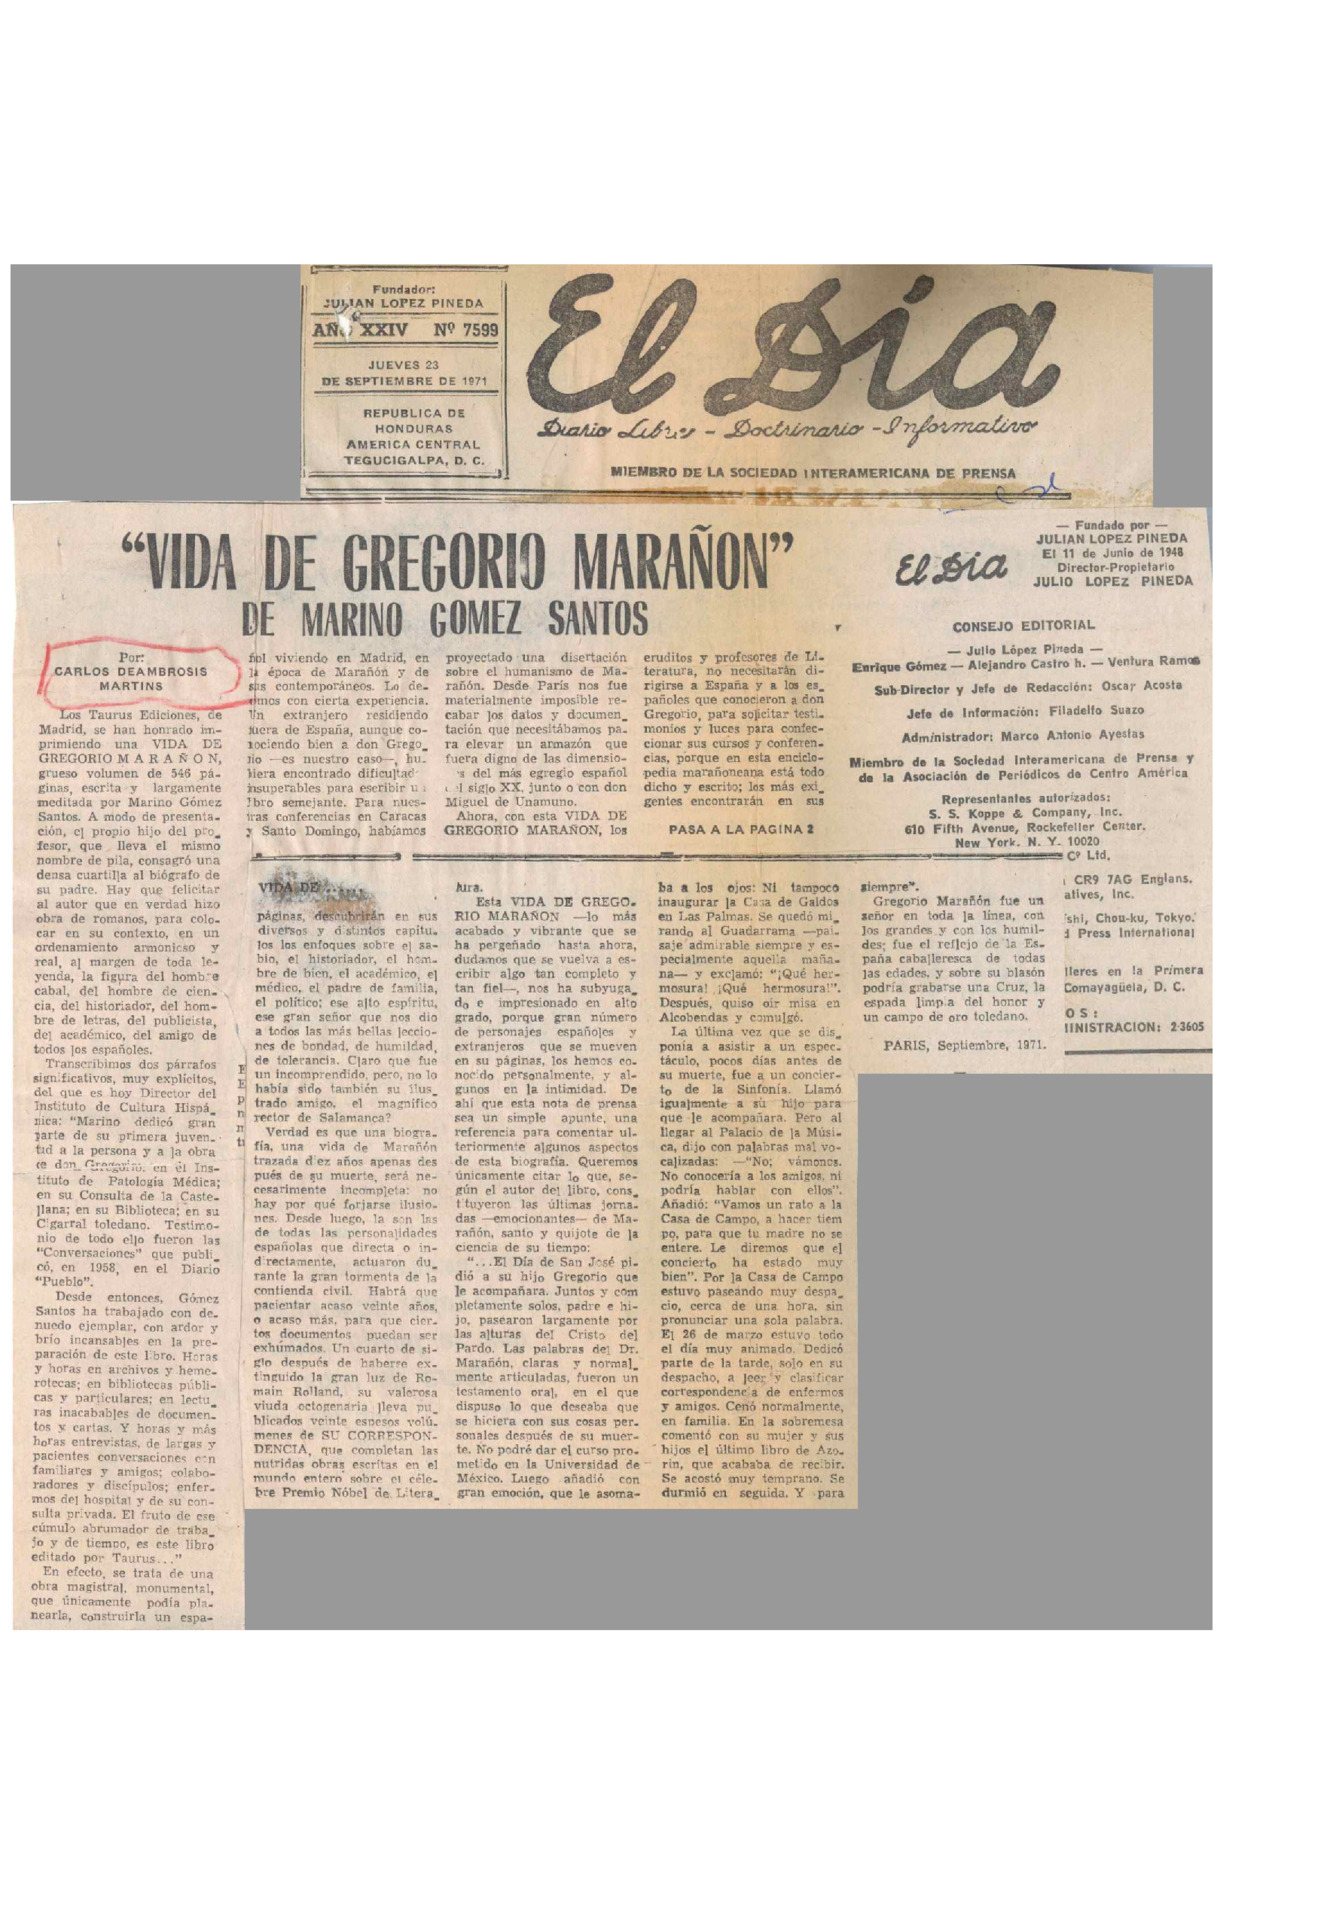 Fundador:
JULIAN LOPEZ PINEDA
AÑO XXIV Nº 7599
JUEVES 23
DE SEPTIEMBRE DE 1971
REPUBLICA DE
HONDURAS
AMERICA CENTRAL
TEGUCIGALPA, D. C.
El Día
Diario Libre - Doctrinario - Informativo
MIEMBRO DE LA SOCIEDAD INTERAMERICANA DE PRENSA
"VIDA DE GREGORIO MARAÑON"
DE MARINO GOMEZ SANTOS
Por:
CARLOS DEAMBROSIS
MARTINS
Los Taurus Ediciones, de
Madrid, se han honrado im-
primiendo una VIDA DE
GREGORIO MARAÑON,
grueso volumen de 546 pá-
ginas, escrita y largamente
meditada por Marino Gómez
Santos. A modo de presenta-
ción, el propio hijo del pro_
fesor, que lleva el mismo
nombre de pila, consagró una
densa cuartilla al biógrafo de
su padre. Hay que felicitar
al autor que en verdad hizo
obra de romanos, para colo-
car en su contexto, en un
ordenamiento armonioso y
real, al margen de toda le-
yenda, la figura del hombre
cabal, del hombre de cien-
cia, del historiador, del hom-
bre de letras, del publicista,
del académico, del amigo de
todos los españoles.
Transcribimos dos párrafos
significativos, muy explícitos,
del que es hoy Director del
Instituto de Cultura Hispá_
nica: "Marino dedicó gran
parte de su primera juven-
tud a la persona y a la obra
de don Gregorio: en él Ins-
tituto de Patología Médica;
en su Consulta de la Caste-
llana; en su Biblioteca; en su
Cigarral toledano. Testimo-
nio de todo ello fueron las
"Conversaciones" que publi_
có, en 1958, en el Diario
"Pueblo".
Desde entonces, Gómez
Santos ha trabajado con de-
nuedo ejemplar, con ardor y
brío incansables en la pre-
paración de este libro. Horas
y horas en archivos y heme-
rotecas; en bibliotecas públi-
cas y particulares; en lectu_
ras inacabables de documen-
tos y cartas. Y horas y más
horas entrevistas, de largas y
pacientes conversaciones con
familiares y amigos; colabo-
radores y discípulos; enfer-
mos del hospital y de su con-
sulta privada. El fruto de ese
cúmulo abrumador de traba_
jo y de tiempo, es este libro
editado por Taurus..."
En efecto, se trata de una
obra magistral, monumental,
que únicamente podía pla-
nearla, construirla un espa-
ñol viviendo en Madrid, en
la época de Marañón y de
sus contemporáneos. Lo de-
cimos con cierta experiencia.
Un extranjero residiendo
fuera de España, aunque co-
nociendo bien a don Grego_
rio —es nuestro caso—, hu-
biera encontrado dificultad
insuperables para escribir u
libro semejante. Para nues-
tras conferencias en Caracas
y Santo Domingo, habíamos
proyectado una disertación
sobre el humanismo de Ma-
rañón. Desde París nos fue
materialmente imposible re-
cabar los datos y documen_
tación que necesitábamos pa-
ra elevar un armazón que
fuera digno de las dimensio-
s del más egregio español
del siglo XX, junto o con don
Miguel de Unamuno.
Ahora, con esta VIDA DE
GREGORIO MARAÑON, los
eruditos y profesores de Li-
teratura, no necesitarán di-
rigirse a España y a los es_
pañoles que conocieron a don
Gregorio, para solicitar testi-
monios y luces para confec-
cionar sus cursos y conferen-
cias, porque en esta enciclo-
pedia marañoneana está todo
dicho y escrito; los más exi_
gentes encontrarán en sus
PASA A LA PAGINA 2
VIDA DE ......
páginas, descubrirán en sus
diversos y distintos capitu-
los los enfoques sobre el sa-
bio, el historiador, el hom-
bre de bien, el académico, el
médico, el padre de familia,
el político; ese alto espíritu,
ese gran señor que nos dio
a todos las más bellas leccio-
nes de bondad, de humildad,
de tolerancia. Claro que fue
un incomprendido, pero, no lo
había sido también su ilus_
trado amigo, el magnífico
rector de Salamanca?
Verdad es que una biogra-
fía, una vida de Marañón
trazada diez años apenas des
pués de su muerte, será ne-
cesarimente incompleta: no
hay por qué forjarse ilusio-
nes. Desde luego, la son las
de todas las personalidades
españolas que directa o in-
directamente, actuaron du_
rante la gran tormenta de la
contienda civil. Habrá que
pacientar acaso veinte años,
o acaso más, para que cier-
tos documentos puedan ser
exhumados. Un cuarto de si-
glo después de haberse ex-
tinguido la gran luz de Ro-
main Rolland, su valerosa
viuda octogenaria lleva pu_
blicados veinte espesos volú-
menes de SU CORRESPON-
DENCIA, que completan las
nutridas obras escritas en el
mundo entero sobre el céle-
bre Premio Nóbel de Litera_
tura.
Esta VIDA DE GREGO-
RIO MARAÑON —lo más
acabado y vibrante que se
ha pergeñado hasta ahora,
dudamos que se vuelva a es-
cribir algo tan completo y
tan fiel—, nos ha subyuga_
do e impresionado en alto
grado, porque gran número
de personajes españoles y
extranjeros que se mueven
en su páginas, los hemos co-
nocido personalmente, y al-
gunos en la intimidad. De
ahí que esta nota de prensa
sea un simple apunte, una
referencia para comentar ul-
teriormente algunos aspectos
de esta biografía. Queremos
únicamente citar lo que, se-
gún el autor del libro, cons_
tituyeron las últimas jorna-
das —emocionantes— de Ma-
rañón, santo y quijote de la
ciencia de su tiempo:
"...El Día de San José pi-
dió a su hijo Gregorio que
le acompañara. Juntos y com
pletamente solos, padre e hi-
jo, pasearon largamente por
las alturas del Cristo del
Pardo. Las palabras del Dr.
Marañón, claras y normal_
mente articuladas, fueron un
testamento oral, en el que
dispuso lo que deseaba que
se hiciera con sus cosas per-
sonales después de su muer-
te. No podré dar el curso pro-
metido en la Universidad de
México. Luego añadió con
gran emoción, que le asoma-
ba a los ojos: Ni tampoco
inaugurar la Casa de Galdos
en Las Palmas. Se quedó mi_
rando al Guadarrama —pai-
saje admirable siempre y es-
pecialmente aquella maña-
na— y exclamó: "¡Qué her-
mosura! ¡Qué hermosura!".
Después, quiso oir misa en
Alcobendas y comulgó.
La última vez que se dis_
ponía a asistir a un espec-
táculo, pocos días antes de
su muerte, fue a un concier-
to de la Sinfonía. Llamó
igualmente a su hijo para
que le acompañara. Pero al
llegar al Palacio de la Músi-
ca, dijo con palabras mal vo-
calizadas: —"No; vámonos.
No conocería a los amigos, ni
podría hablar con ellos".
Añadió: "Vamos un rato a la
Casa de Campo, a hacer tiem
po, para que tu madre no se
entere. Le diremos que el
concierto ha estado muy
bien". Por la Casa de Campo
estuvo paseando muy despa_
cio, cerca de una hora, sin
pronunciar una sola palabra.
El 26 de marzo estuvo todo
el día muy animado. Dedicó
parte de la tarde, solo en su
despacho, a leer y clasificar
correspondencia de enfermos
y amigos. Cenó normalmente,
en familia. En la sobremesa
comentó con su mujer y sus
hijos el último libro de Azo-
rín, que acababa de recibir.
Se acostó muy temprano. Se
durmió en seguida. Y para
siempre".
Gregorio Marañón fue un
señor en toda la línea, con
los grandes y con los humil-
des; fue el reflejo de la Es-
paña caballeresca de todas
las edades, y sobre su blasón
podría grabarse una Cruz, la
espada limpia del honor y
un campo de oro toledano.
PARIS, Septiembre, 1971.
El Día
— Fundado por —
JULIAN LOPEZ PINEDA
El 11 de Junio de 1948
Director-Propietario
JULIO LOPEZ PINEDA
CONSEJO EDITORIAL
— Julio López Pineda —
Enrique Gómez — Alejandro Castro h. — Ventura Ramos
Sub-Director y Jefe de Redacción: Oscar Acosta
Jefe de Información: Filadelfo Suazo
Administrador: Marco Antonio Ayestas
Miembro de la Sociedad Interamericana de Prensa y
de la Asociación de Periódicos de Centro América
Representantes autorizados:
S. S. Koppe & Company, Inc.
610 Fifth Avenue, Rockefeller Center.
New York. N. Y. 10020
Cº Ltd.
CR9 7AG Englans.
atives, Inc.
shi, Chou-ku, Tokyo.
d Press International
lleres en la Primera
Comayagüela, D. C.
OS:
IINISTRACION: 2-3605